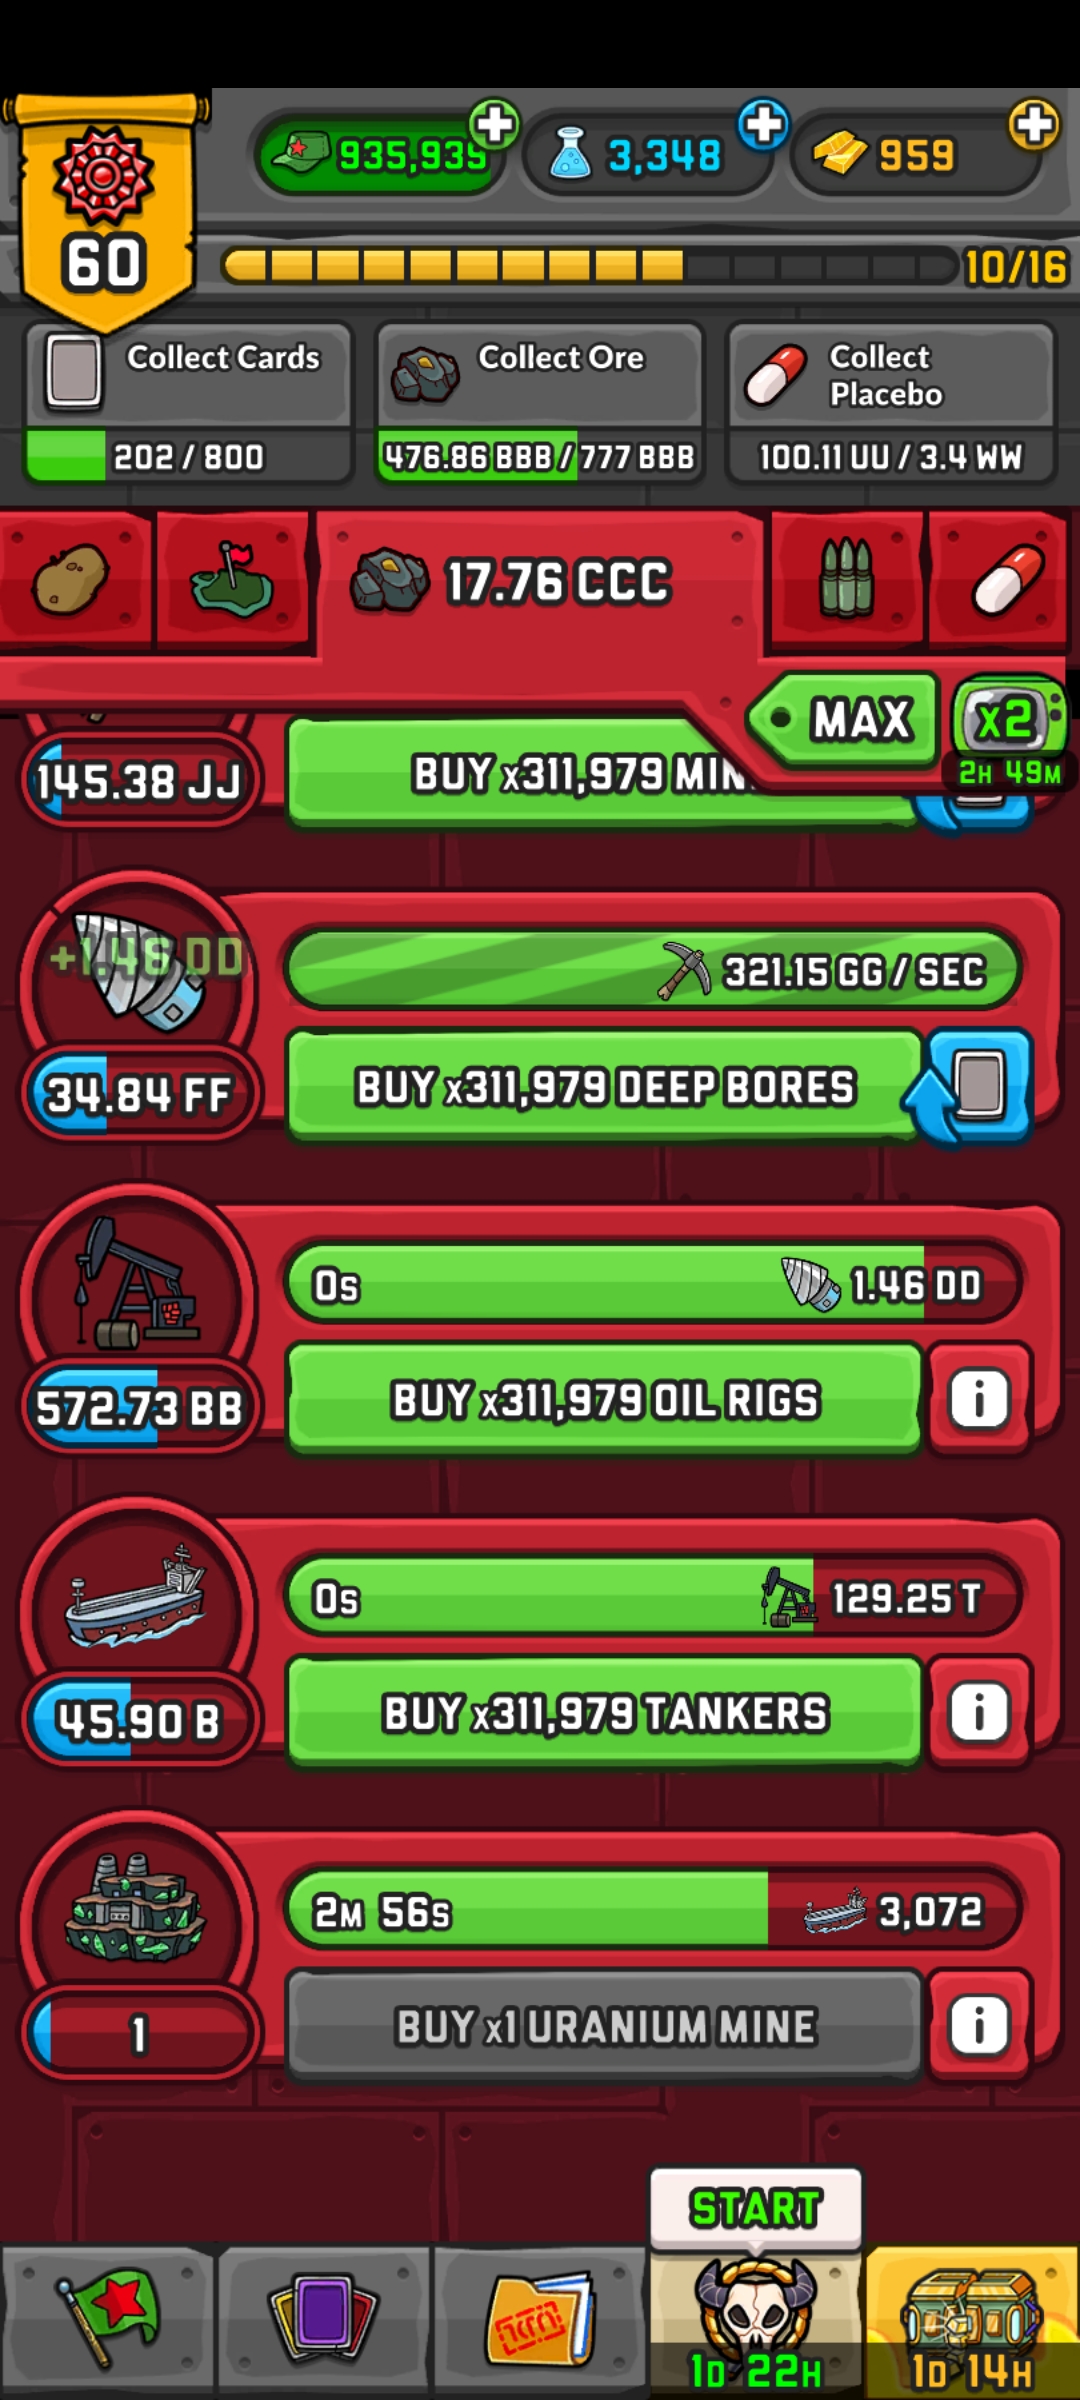 935,939
3,348
959
60
10/16
Collect Cards
202 / 800
Collect Ore
476.86 BBB / 777 BBB
Collect
Placebo
100.11 UU / 3.4 WW
17.76 CCC
MAX
x2
2H 49M
145.38 JJ
BUY x311,979 MIN
+1.46 DD
321.15 GG / SEC
34.84 FF
BUY x311,979 DEEP BORES
0s
1.46 DD
572.73 BB
BUY x311,979 OIL RIGS
i
0s
129.25 T
45.90 B
BUY x311,979 TANKERS
i
2M 56s
3,072
1
BUY x1 URANIUM MINE
i
START
1D 22H
1D 14H